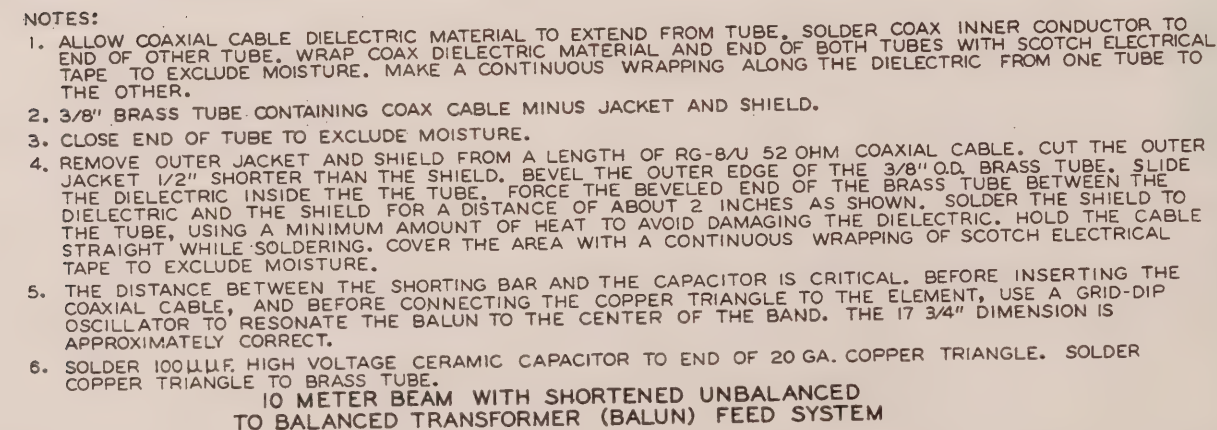 NOTES:
1. ALLOW COAXIAL CABLE DIELECTRIC MATERIAL TO EXTEND FROM TUBE. SOLDER COAX INNER CONDUCTOR TO
END OF OTHER TUBE. WRAP COAX DIELECTRIC MATERIAL AND END OF BOTH TUBES WITH SCOTCH ELECTRICAL
TAPE TO EXCLUDE MOISTURE. MAKE A CONTINUOUS WRAPPING ALONG THE DIELECTRIC FROM ONE TUBE TO
THE OTHER.
2. 3/8" BRASS TUBE CONTAINING COAX CABLE MINUS JACKET AND SHIELD.
3. CLOSE END OF TUBE TO EXCLUDE MOISTURE.
4. REMOVE OUTER JACKET AND SHIELD FROM A LENGTH OF RG-8/U 52 OHM COAXIAL CABLE. CUT THE OUTER
JACKET 1/2" SHORTER THAN THE SHIELD. BEVEL THE OUTER EDGE OF THE 3/8" O.D. BRASS TUBE. SLIDE
THE DIELECTRIC INSIDE THE THE TUBE. FORCE THE BEVELED END OF THE BRASS TUBE BETWEEN THE
DIELECTRIC AND THE SHIELD FOR A DISTANCE OF ABOUT 2 INCHES AS SHOWN. SOLDER THE SHIELD TO
THE TUBE, USING A MINIMUM AMOUNT OF HEAT TO AVOID DAMAGING THE DIELECTRIC. HOLD THE CABLE
STRAIGHT WHILE SOLDERING. COVER THE AREA WITH A CONTINUOUS WRAPPING OF SCOTCH ELECTRICAL
TAPE TO EXCLUDE MOISTURE.
5. THE DISTANCE BETWEEN THE SHORTING BAR AND THE CAPACITOR IS CRITICAL. BEFORE INSERTING THE
COAXIAL CABLE, AND BEFORE CONNECTING THE COPPER TRIANGLE TO THE ELEMENT, USE A GRID-DIP
OSCILLATOR TO RESONATE THE BALUN TO THE CENTER OF THE BAND. THE 17 3/4" DIMENSION IS
APPROXIMATELY CORRECT.
6. SOLDER 100 µµF. HIGH VOLTAGE CERAMIC CAPACITOR TO END OF 20 GA. COPPER TRIANGLE. SOLDER
COPPER TRIANGLE TO BRASS TUBE.
10 METER BEAM WITH SHORTENED UNBALANCED
TO BALANCED TRANSFORMER (BALUN) FEED SYSTEM